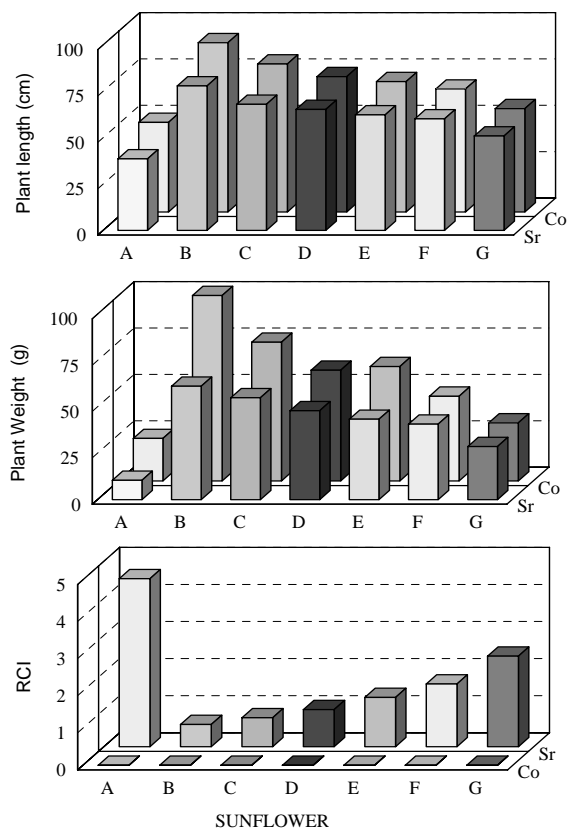 Plant length (cm)
100
75
50
25
0
A B C D E F G
Sr
Co
Plant Weight (g)
100
75
50
25
0
A B C D E F G
Sr
Co
RCI
5
4
3
2
1
0
A B C D E F G
Co
Sr
SUNFLOWER